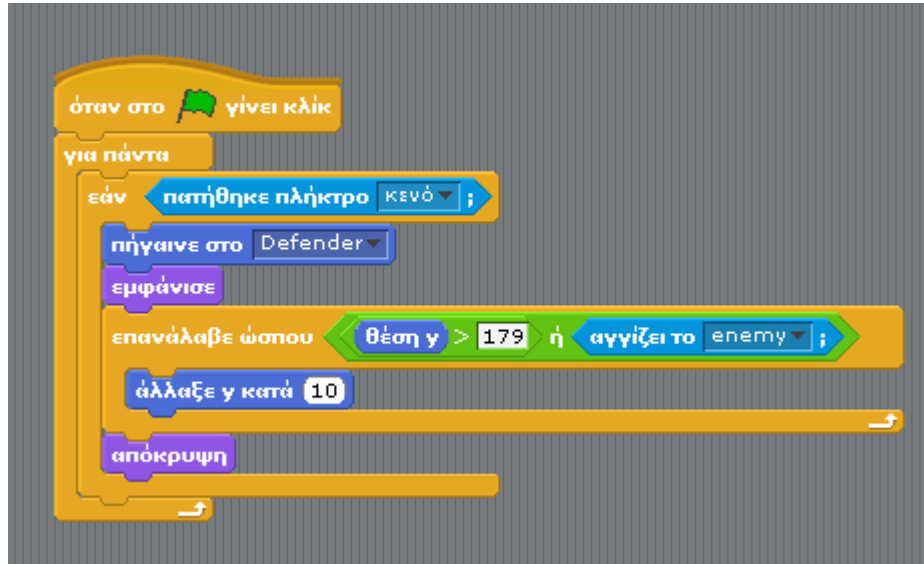 όταν στο γίνει κλίκ
για πάντα
εάν πατήθηκε πλήκτρο κενό ;
πήγαινε στο Defender
εμφάνισε
επανάλαβε ώσπου θέση y > 179 ή αγγίζει το enemy ;
άλλαξε y κατά 10
απόκρυψη